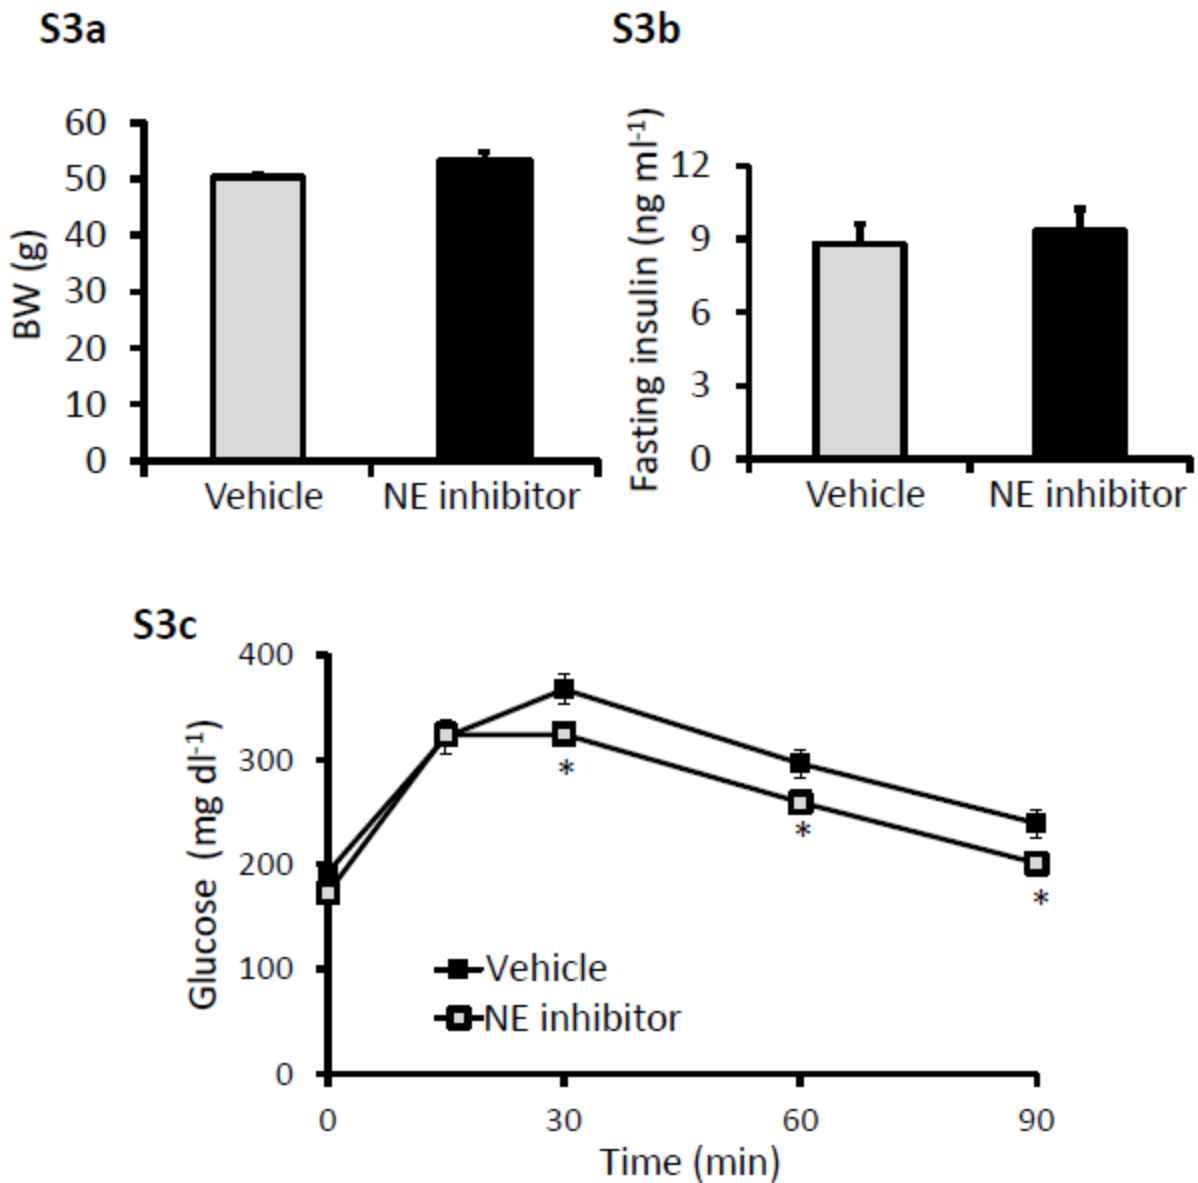 S3a
60
50
40
30
20
10
0
BW (g)
Vehicle
NE inhibitor
S3b
12
9
6
3
0
Fasting insulin (ng ml⁻¹)
Vehicle
NE inhibitor
S3c
400
300
200
100
0
Glucose (mg dl⁻¹)
*
*
*
Vehicle
NE inhibitor
0
30
60
90
Time (min)